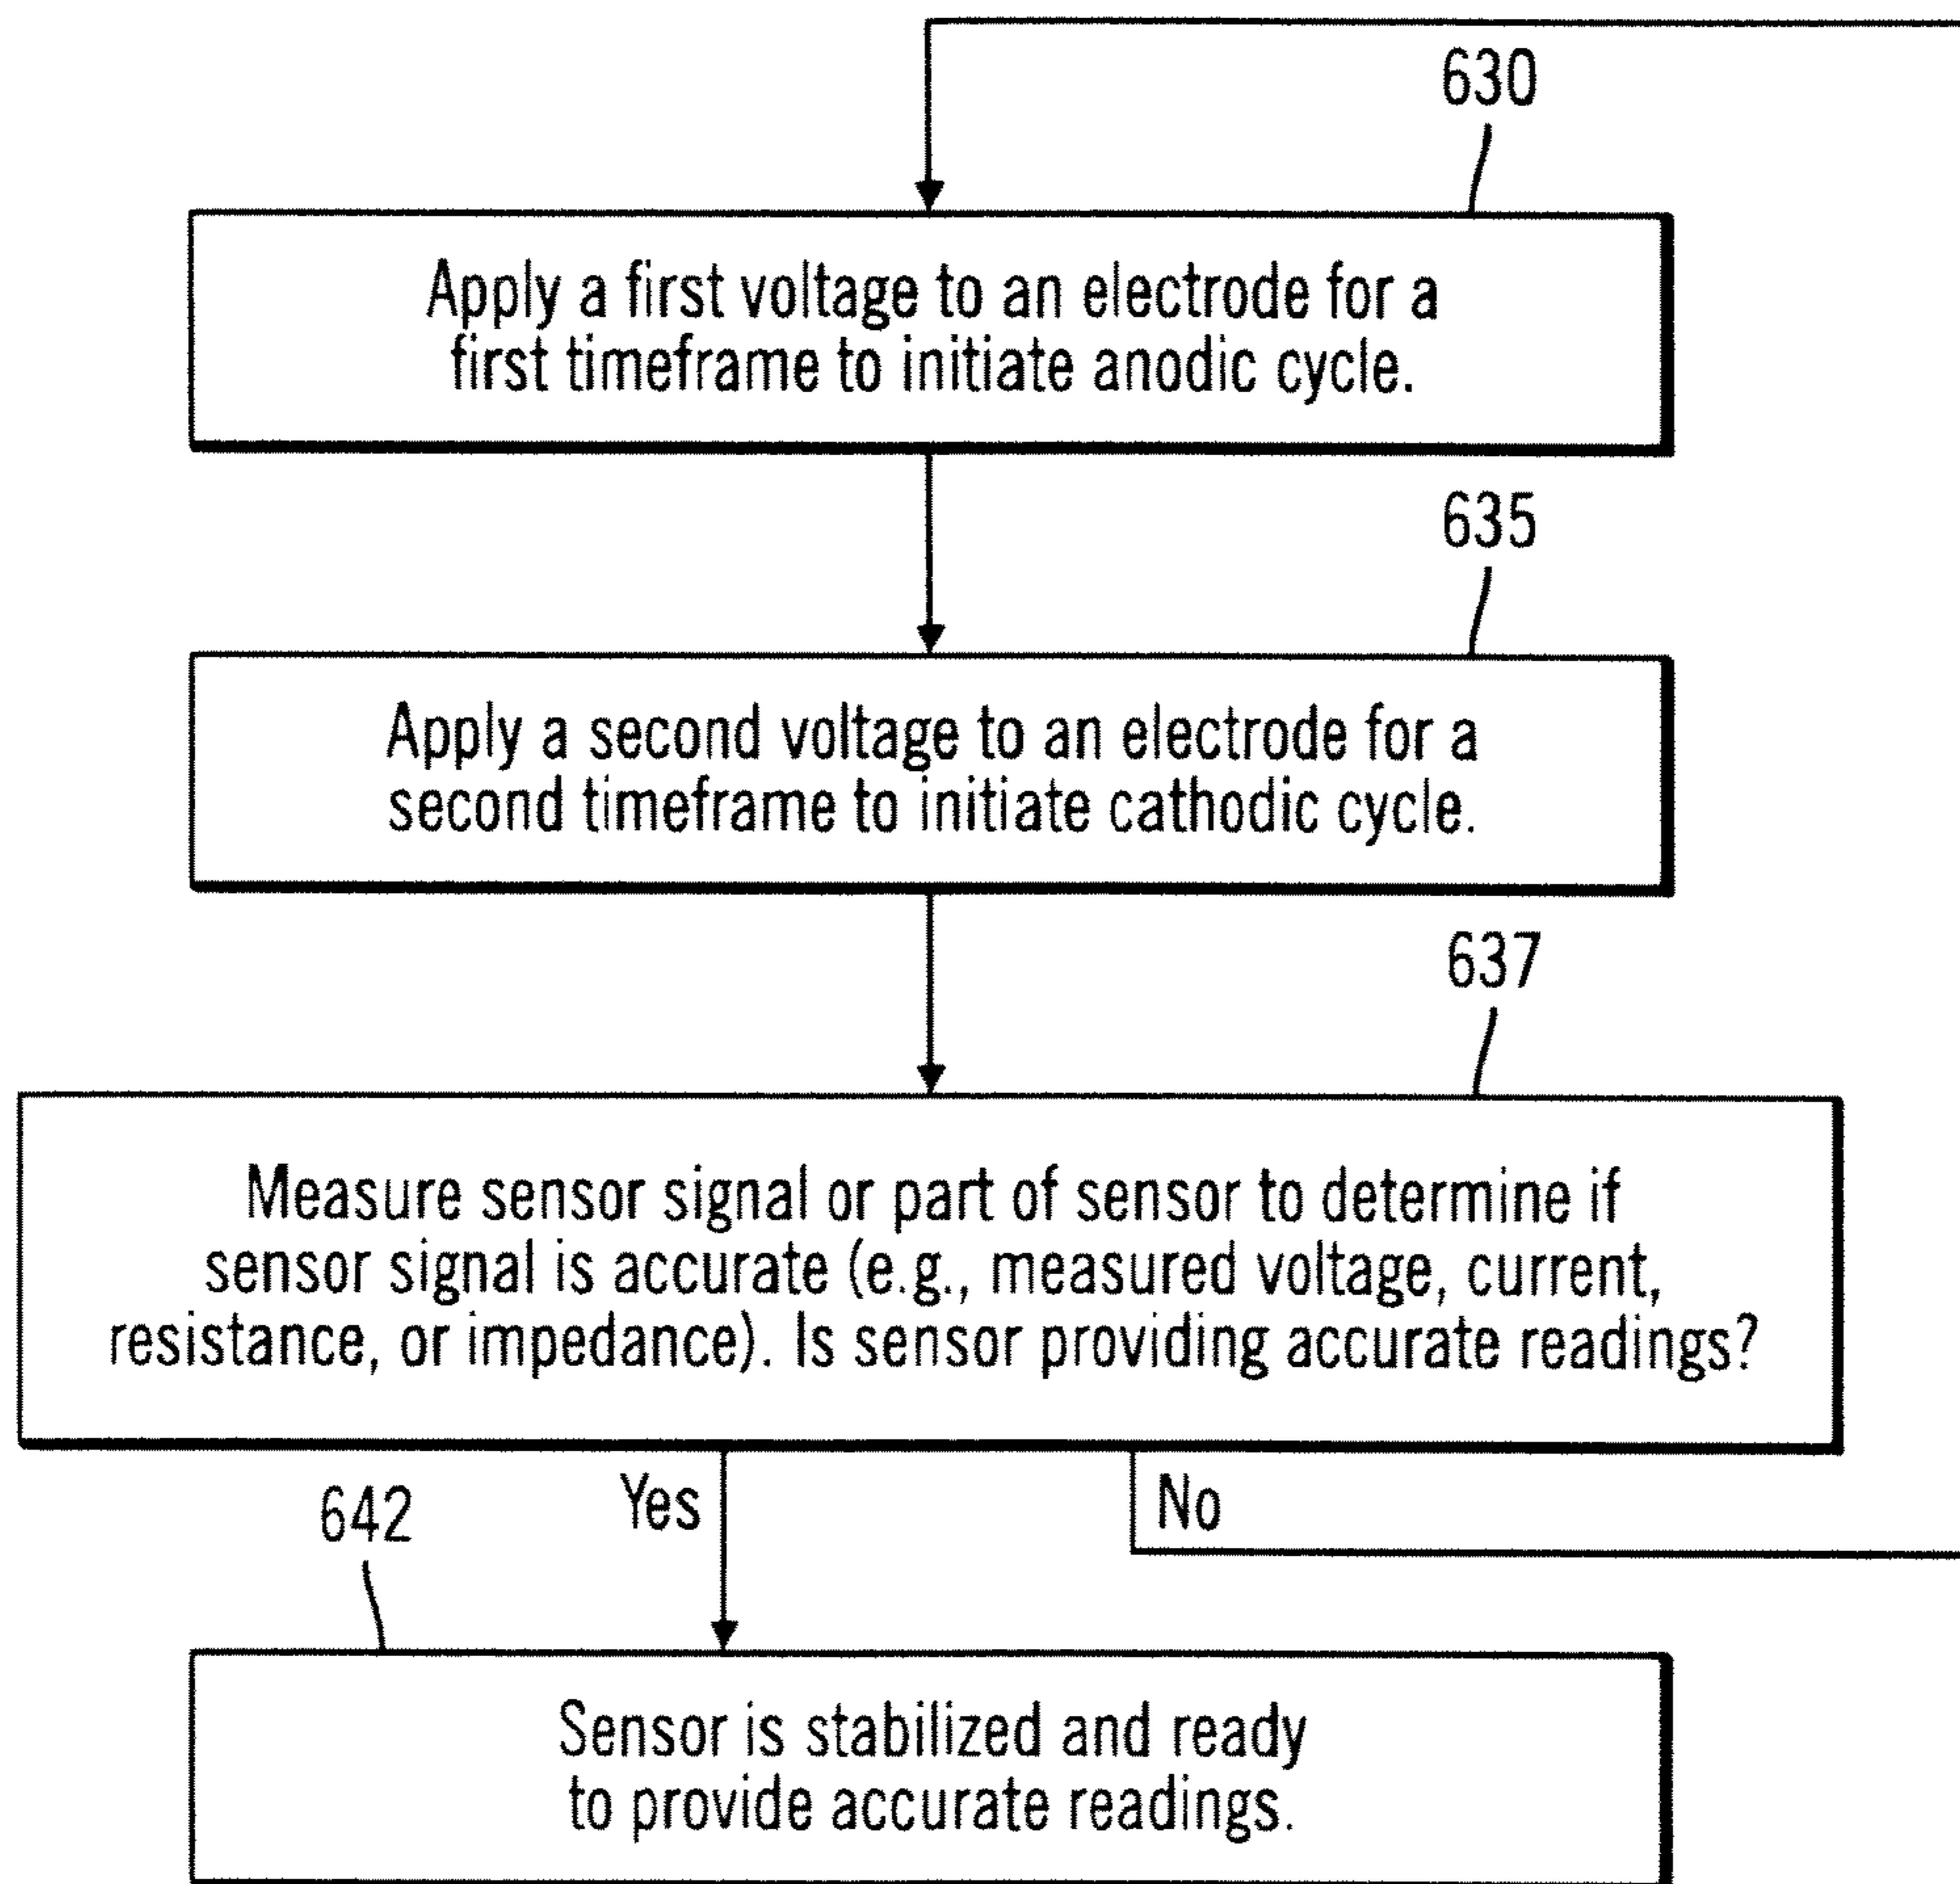 630
Apply a first voltage to an electrode for a
first timeframe to initiate anodic cycle.
635
Apply a second voltage to an electrode for a
second timeframe to initiate cathodic cycle.
637
Measure sensor signal or part of sensor to determine if
sensor signal is accurate (e.g., measured voltage, current,
resistance, or impedance). Is sensor providing accurate readings?
Yes
No
642
Sensor is stabilized and ready
to provide accurate readings.